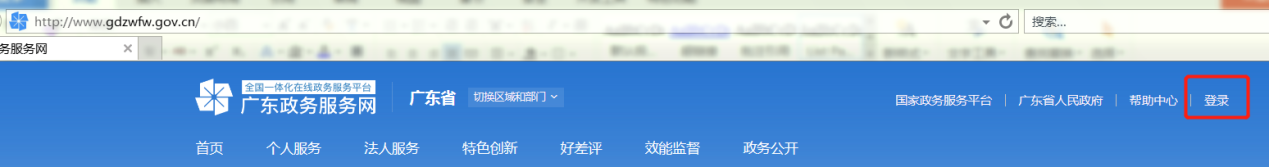 http://www.gdzwfw.gov.cn/
搜索...
务服务网
全国一体化在线政务服务平台
广东政务服务网
广东省
切换区域和部门
国家政务服务平台 | 广东省人民政府 | 帮助中心 | 登录
首页 个人服务 法人服务 特色创新 好差评 效能监督 政务公开